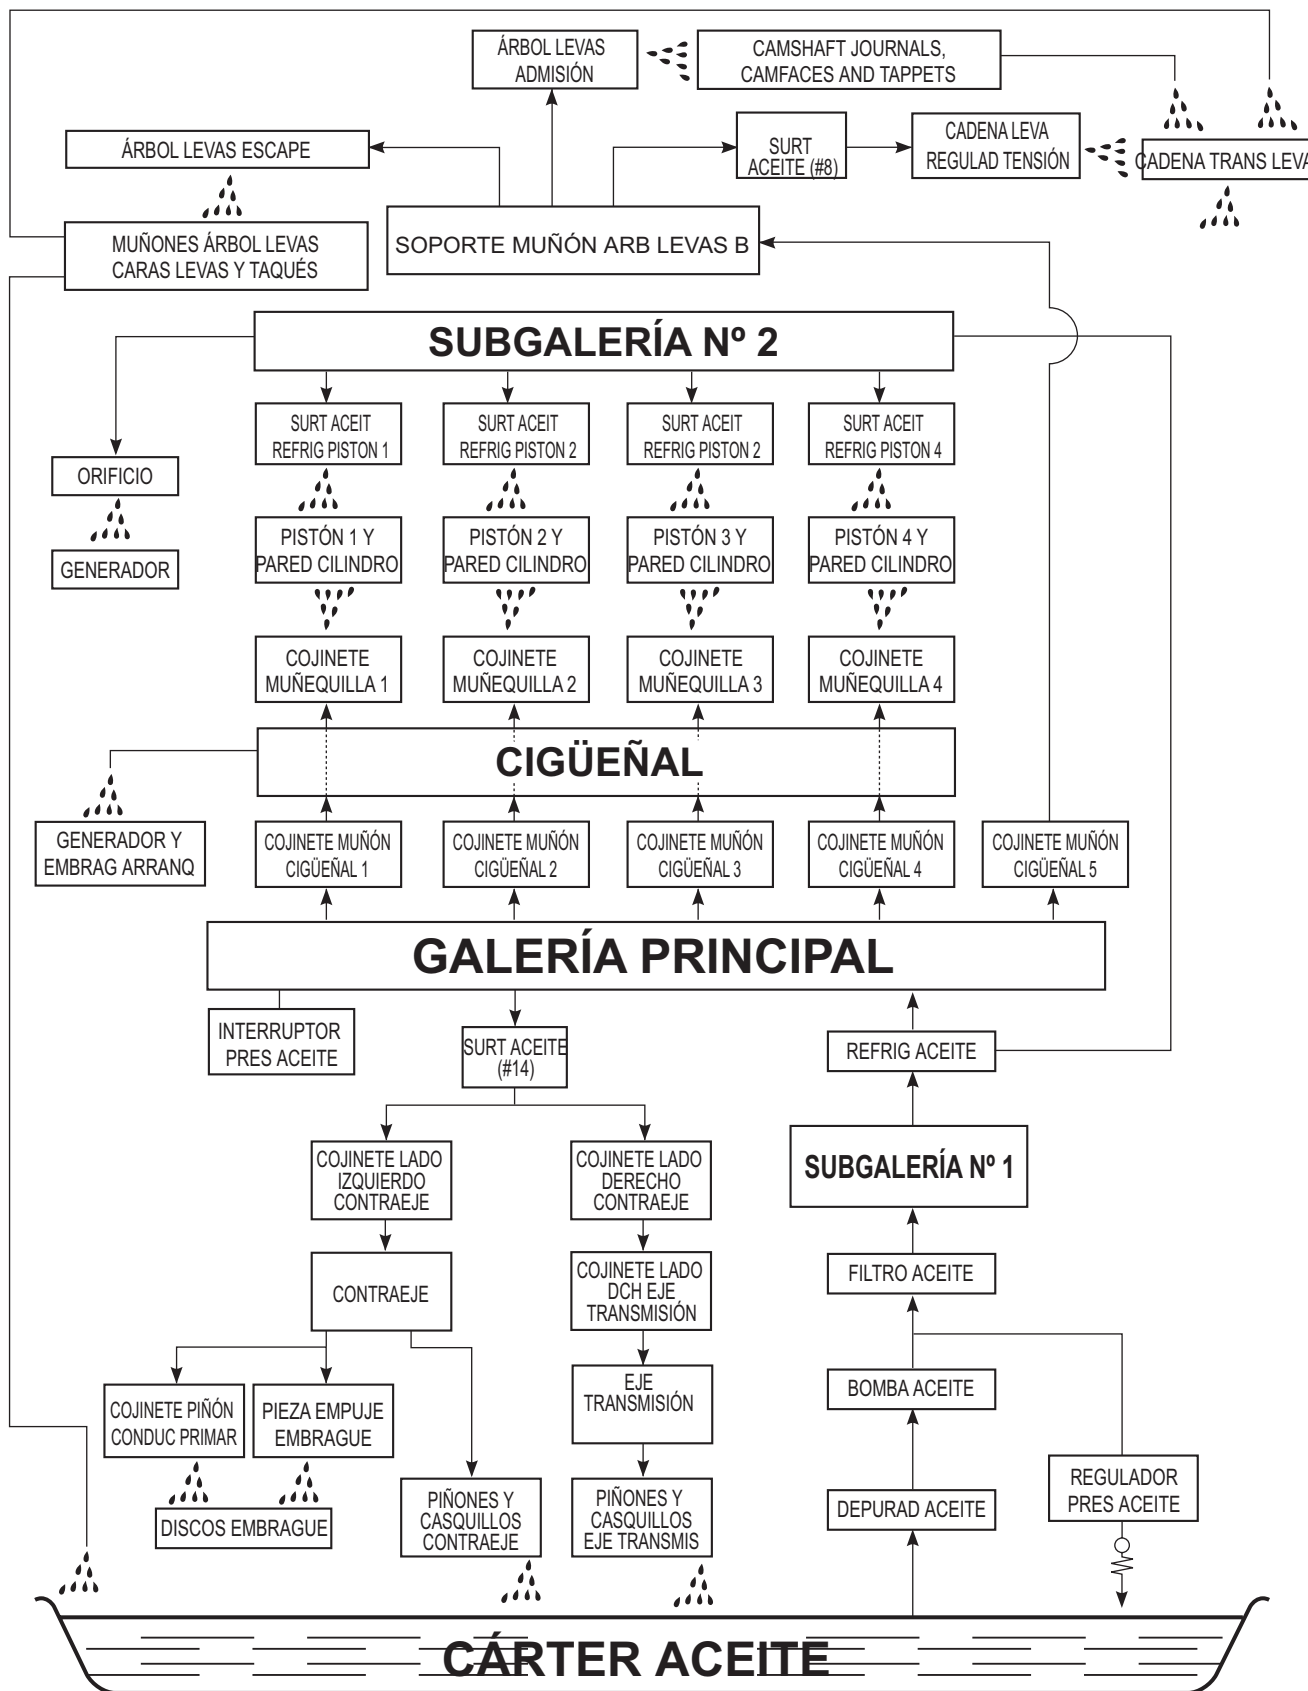 ÁRBOL LEVAS
ADMISIÓN
CAMSHAFT JOURNALS,
CAMFACES AND TAPPETS
ÁRBOL LEVAS ESCAPE
SURT
ACEITE (#8)
CADENA LEVA
REGULAD TENSIÓN
CADENA TRANS LEVA
MUÑONES ÁRBOL LEVAS
CARAS LEVAS Y TAQUÉS
SOPORTE MUÑÓN ARB LEVAS B
SUBGALERÍA Nº 2
SURT ACEIT
REFRIG PISTON 1
SURT ACEIT
REFRIG PISTON 2
SURT ACEIT
REFRIG PISTON 2
SURT ACEIT
REFRIG PISTON 4
ORIFICIO
GENERADOR
PISTÓN 1 Y
PARED CILINDRO
PISTÓN 2 Y
PARED CILINDRO
PISTÓN 3 Y
PARED CILINDRO
PISTÓN 4 Y
PARED CILINDRO
COJINETE
MUÑEQUILLA 1
COJINETE
MUÑEQUILLA 2
COJINETE
MUÑEQUILLA 3
COJINETE
MUÑEQUILLA 4
CIGÜEÑAL
GENERADOR Y
EMBRAG ARRANQ
COJINETE MUÑÓN
CIGÜEÑAL 1
COJINETE MUÑÓN
CIGÜEÑAL 2
COJINETE MUÑÓN
CIGÜEÑAL 3
COJINETE MUÑÓN
CIGÜEÑAL 4
COJINETE MUÑÓN
CIGÜEÑAL 5
GALERÍA PRINCIPAL
INTERRUPTOR
PRES ACEITE
SURT ACEITE
(#14)
REFRIG ACEITE
COJINETE LADO
IZQUIERDO
CONTRAEJE
COJINETE LADO
DERECHO
CONTRAEJE
SUBGALERÍA Nº 1
CONTRAEJE
COJINETE LADO
DCH EJE
TRANSMISIÓN
FILTRO ACEITE
COJINETE PIÑÓN
CONDUC PRIMAR
PIEZA EMPUJE
EMBRAGUE
EJE
TRANSMISIÓN
BOMBA ACEITE
REGULADOR
PRES ACEITE
DISCOS EMBRAGUE
PIÑONES Y
CASQUILLOS
CONTRAEJE
PIÑONES Y
CASQUILLOS
EJE TRANSMIS
DEPURAD ACEITE
CÁRTER ACEITE